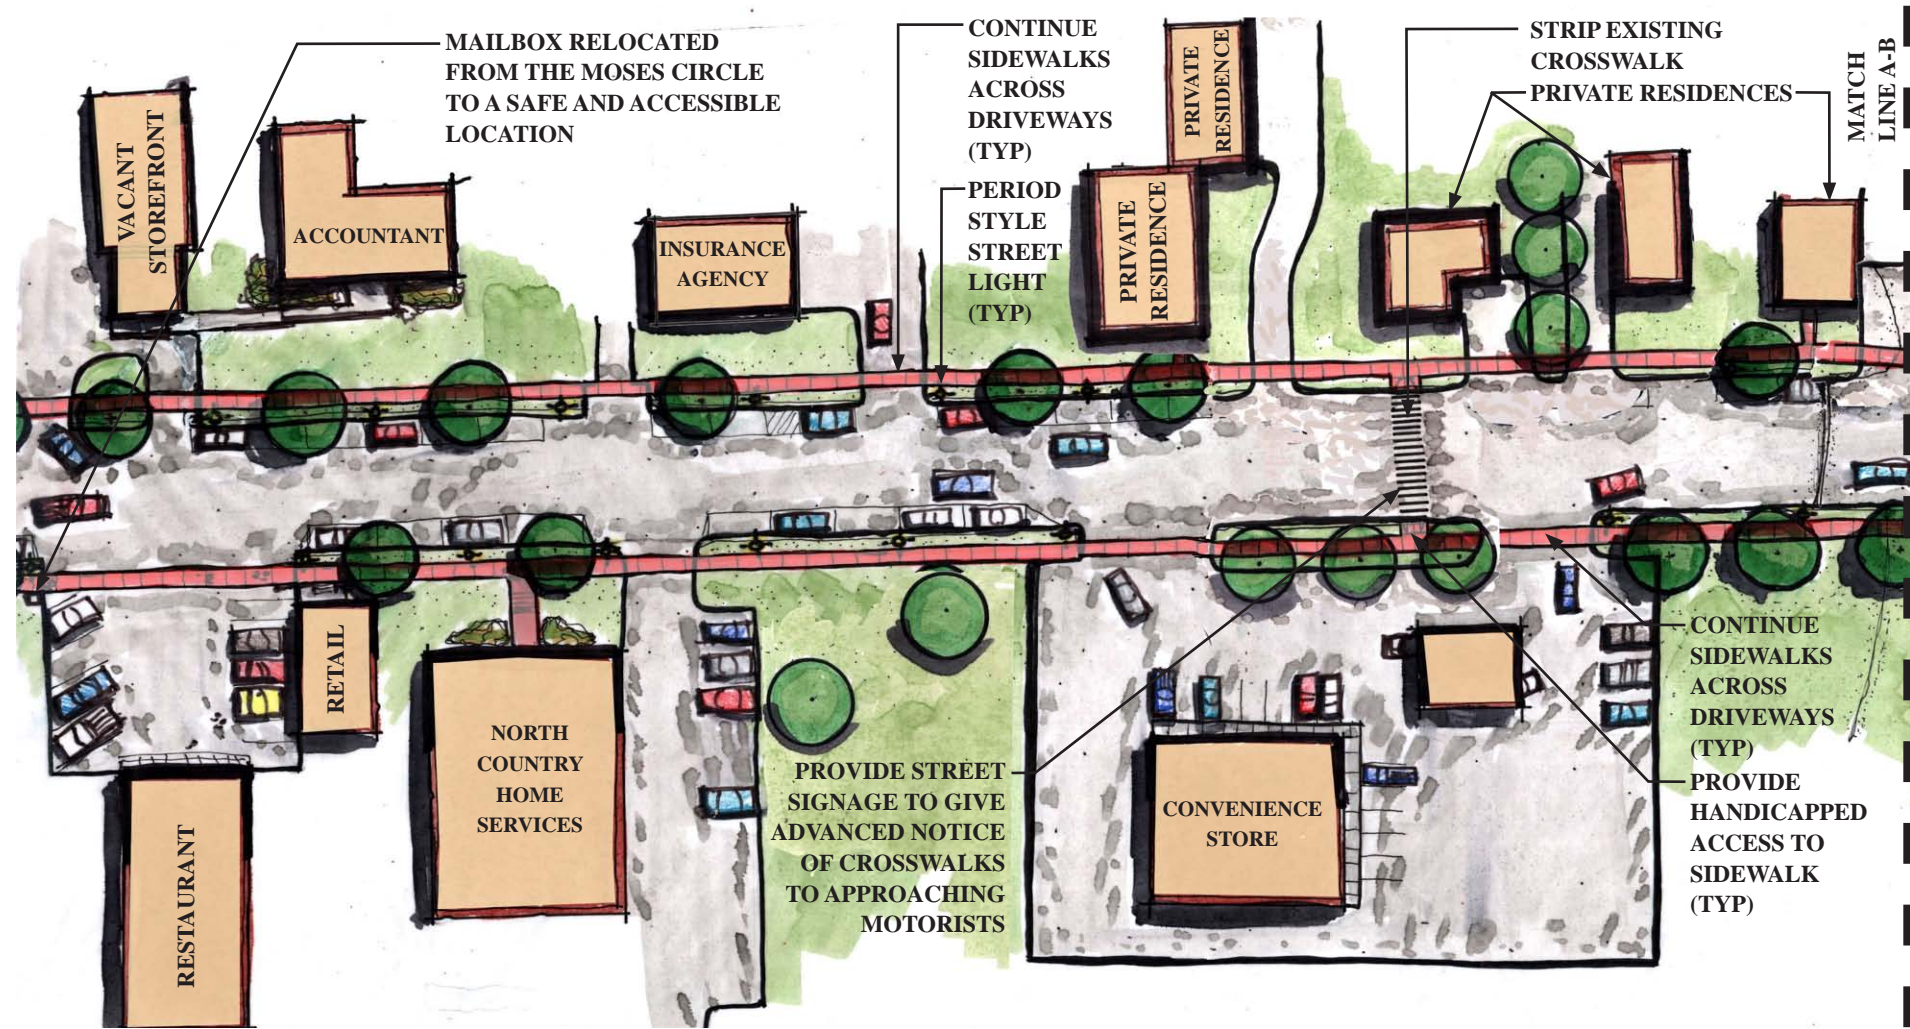 MAILBOX RELOCATED
FROM THE MOSES CIRCLE
TO A SAFE AND ACCESSIBLE
LOCATION
CONTINUE
SIDEWALKS
ACROSS
DRIVEWAYS
(TYP)
PERIOD
STYLE
STREET
LIGHT
(TYP)
PRIVATE
RESIDENCE
PRIVATE
RESIDENCE
STRIP EXISTING
CROSSWALK
PRIVATE RESIDENCES
MATCH
LINE A-B
VACANT
STOREFRONT
ACCOUNTANT
INSURANCE
AGENCY
RETAIL
RESTAURANT
NORTH
COUNTRY
HOME
SERVICES
PROVIDE STREET
SIGNAGE TO GIVE
ADVANCED NOTICE
OF CROSSWALKS
TO APPROACHING
MOTORISTS
CONVENIENCE
STORE
CONTINUE
SIDEWALKS
ACROSS
DRIVEWAYS
(TYP)
PROVIDE
HANDICAPPED
ACCESS TO
SIDEWALK
(TYP)